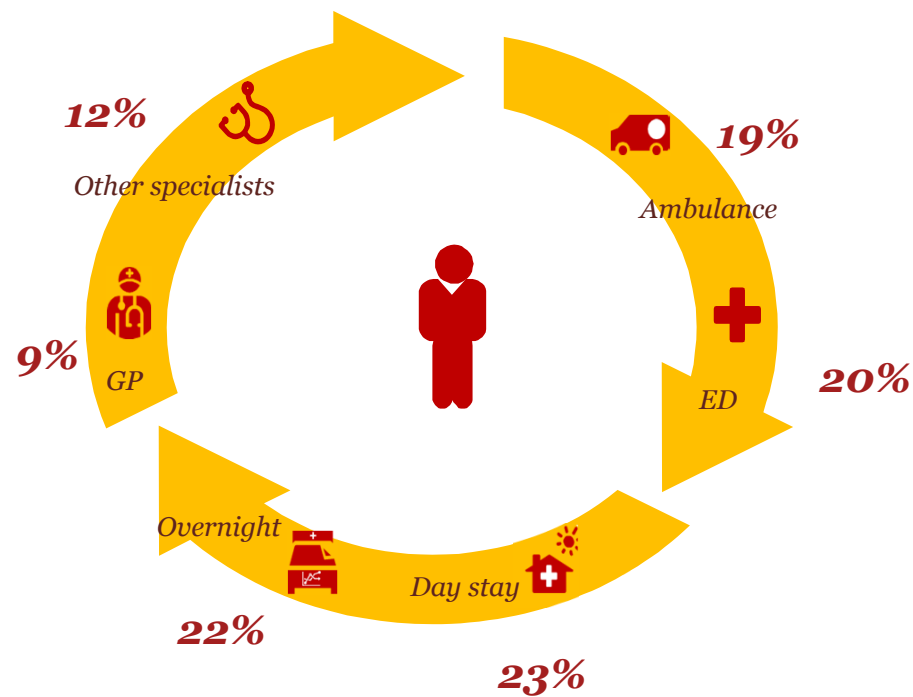 12%
Other specialists
19%
Ambulance
9%
GP
20%
ED
Overnight
22%
Day stay
23%